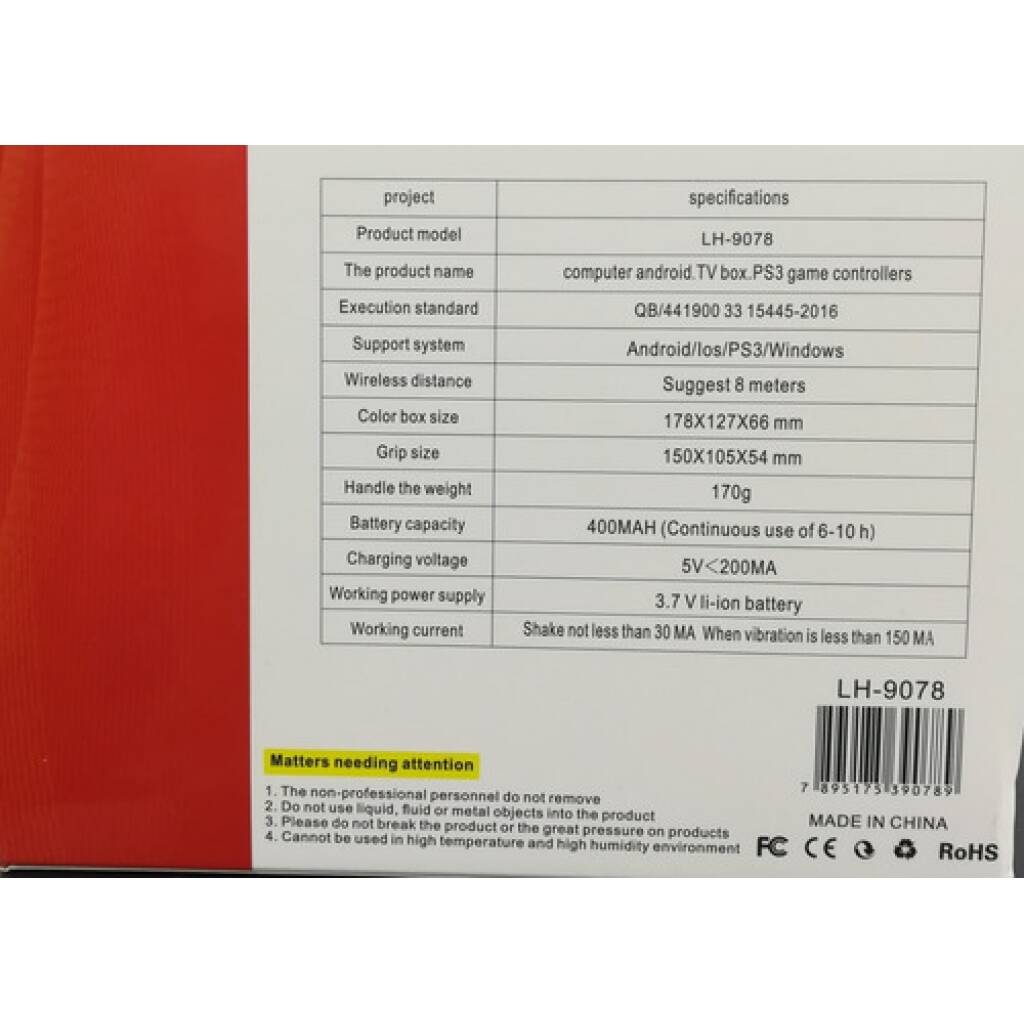 project specifications
Product model LH-9078
The product name computer android.TV box.PS3 game controllers
Execution standard QB/441900 33 15445-2016
Support system Android/Ios/PS3/Windows
Wireless distance Suggest 8 meters
Color box size 178X127X66 mm
Grip size 150X105X54 mm
Handle the weight 170g
Battery capacity 400MAH (Continuous use of 6-10 h)
Charging voltage 5V<200MA
Working power supply 3.7 V li-ion battery
Working current Shake not less than 30 MA When vibration is less than 150 MA
LH-9078
7 895175 390789
MADE IN CHINA
Matters needing attention
1. The non-professional personnel do not remove
2. Do not use liquid, fluid or metal objects into the product
3. Please do not break the product or the great pressure on products
4. Cannot be used in high temperature and high humidity environment
FC CE RoHS